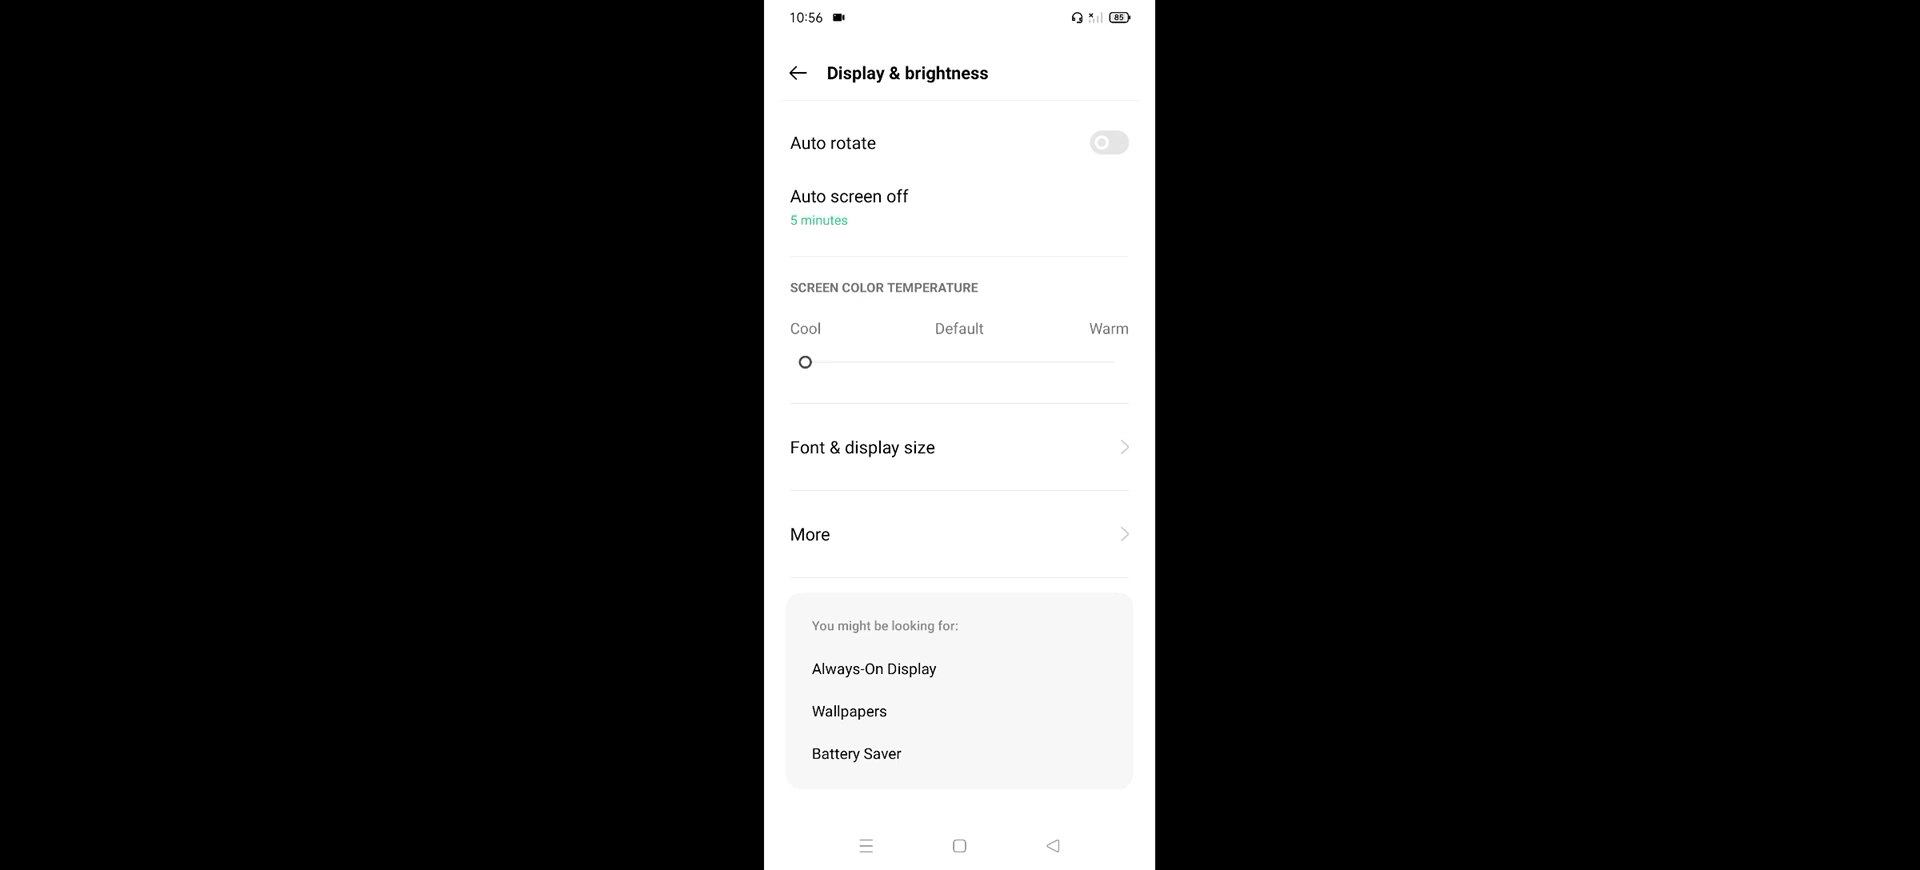 10:56 85
Display & brightness
Auto rotate
Auto screen off
5 minutes
SCREEN COLOR TEMPERATURE
Cool Default Warm
Font & display size
More
You might be looking for:
Always-On Display
Wallpapers
Battery Saver